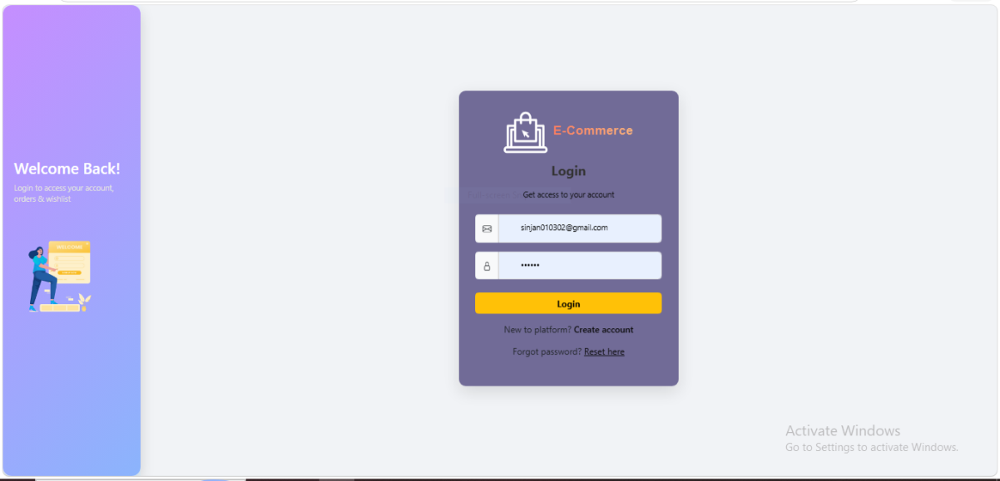 Welcome Back!
Login to access your account,
orders & wishlist
WELCOME
E-Commerce
Login
Get access to your account
sinjan010302@gmail.com
••••••
Login
New to platform? Create account
Forgot password? Reset here
Activate Windows
Go to Settings to activate Windows.